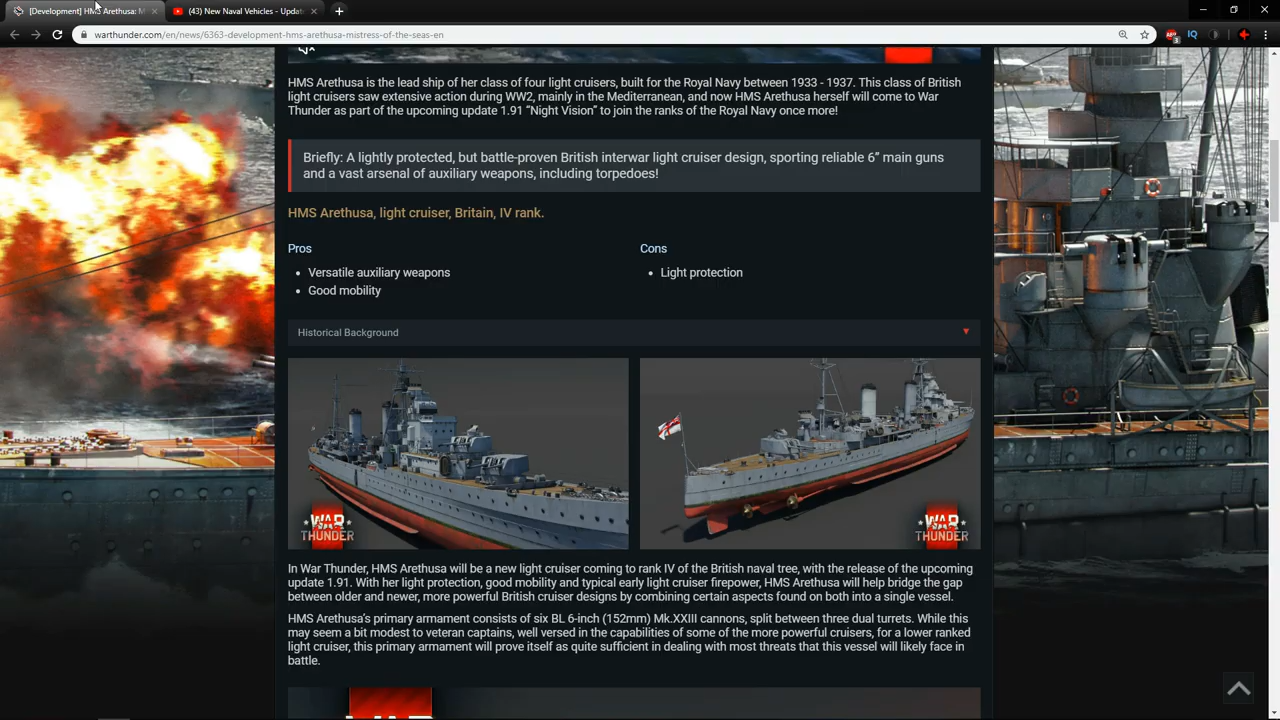 [Development] HMS Arethusa: M
(43) New Naval Vehicles - Updat
warthunder.com/en/news/6363-development-hms-arethusa-mistress-of-the-seas-en
IQ
HMS Arethusa is the lead ship of her class of four light cruisers, built for the Royal Navy between 1933 - 1937. This class of British
light cruisers saw extensive action during WW2, mainly in the Mediterranean, and now HMS Arethusa herself will come to War
Thunder as part of the upcoming update 1.91 “Night Vision” to join the ranks of the Royal Navy once more!
Briefly: A lightly protected, but battle-proven British interwar light cruiser design, sporting reliable 6” main guns
and a vast arsenal of auxiliary weapons, including torpedoes!
HMS Arethusa, light cruiser, Britain, IV rank.
Pros
Versatile auxiliary weapons
Good mobility
Cons
Light protection
Historical Background
WAR
THUNDER
WAR
THUNDER
In War Thunder, HMS Arethusa will be a new light cruiser coming to rank IV of the British naval tree, with the release of the upcoming
update 1.91. With her light protection, good mobility and typical early light cruiser firepower, HMS Arethusa will help bridge the gap
between older and newer, more powerful British cruiser designs by combining certain aspects found on both into a single vessel.
HMS Arethusa’s primary armament consists of six BL 6-inch (152mm) Mk.XXIII cannons, split between three dual turrets. While this
may seem a bit modest to veteran captains, well versed in the capabilities of some of the more powerful cruisers, for a lower ranked
light cruiser, this primary armament will prove itself as quite sufficient in dealing with most threats that this vessel will likely face in
battle.